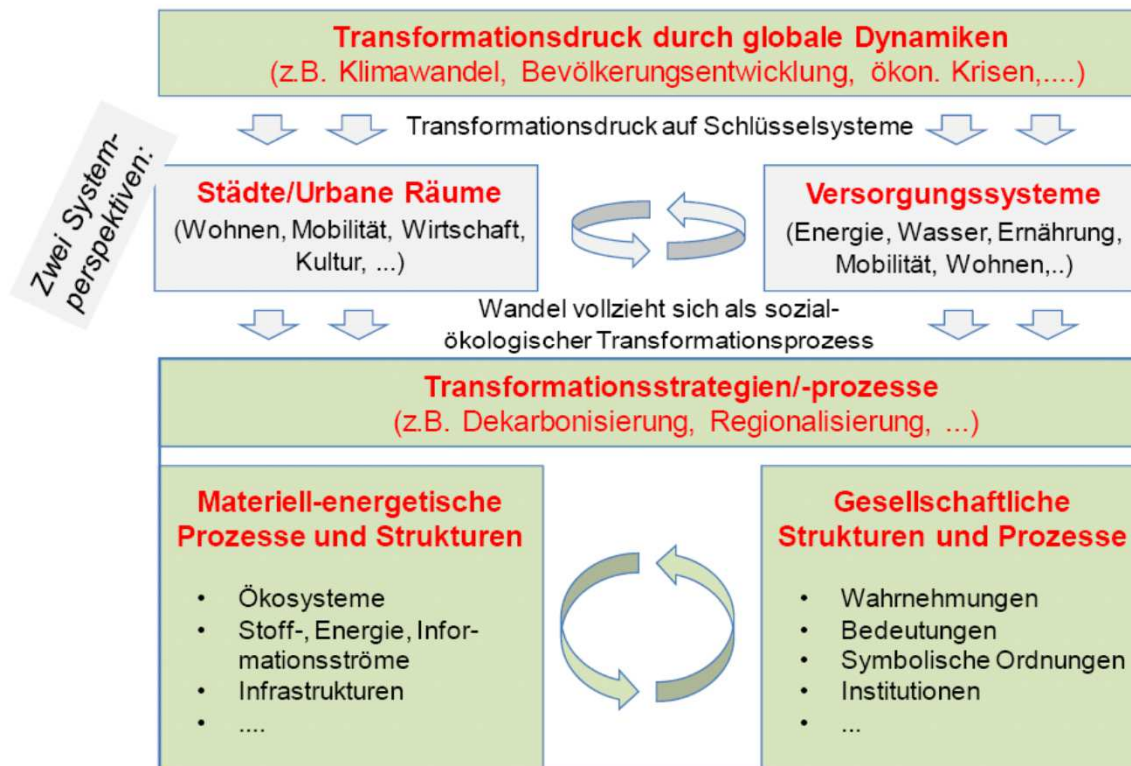 Transformationsdruck durch globale Dynamiken
(z.B. Klimawandel, Bevölkerungsentwicklung, ökon. Krisen,....)
Transformationsdruck auf Schlüsselsysteme
Zwei System-
perspektiven:
Städte/Urbane Räume
(Wohnen, Mobilität, Wirtschaft,
Kultur, ...)
Versorgungssysteme
(Energie, Wasser, Ernährung,
Mobilität, Wohnen,..)
Wandel vollzieht sich als sozial-
ökologischer Transformationsprozess
Transformationsstrategien/-prozesse
(z.B. Dekarbonisierung, Regionalisierung, ...)
Materiell-energetische
Prozesse und Strukturen
• Ökosysteme
• Stoff-, Energie, Infor-
mationsströme
• Infrastrukturen
• ....
Gesellschaftliche
Strukturen und Prozesse
• Wahrnehmungen
• Bedeutungen
• Symbolische Ordnungen
• Institutionen
• ...